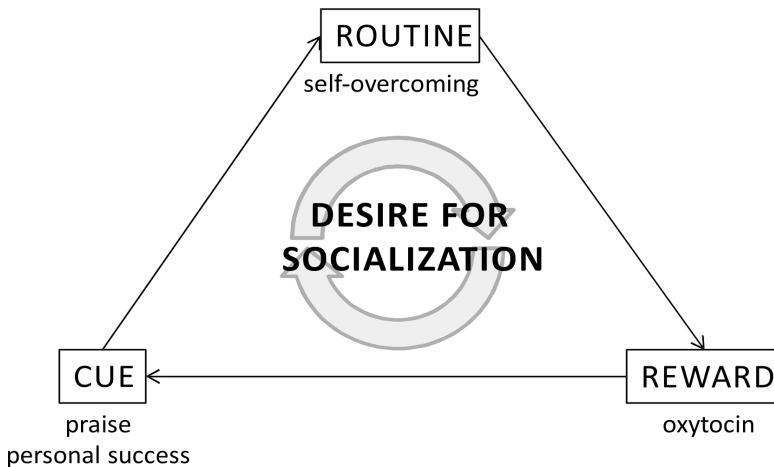 ROUTINE
self-overcoming
DESIRE FOR
SOCIALIZATION
CUE
praise
personal success
REWARD
oxytocin